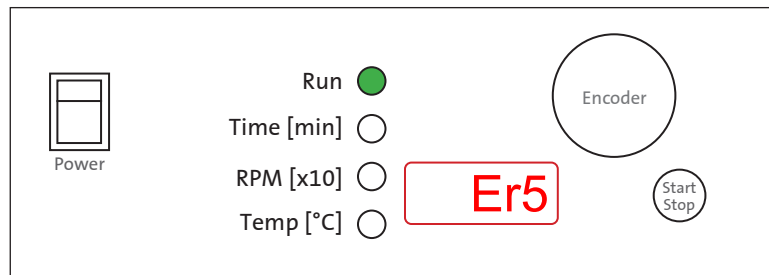 Run
Time [min]
RPM [x10]
Temp [°C]
Power
Er5
Encoder
Start
Stop